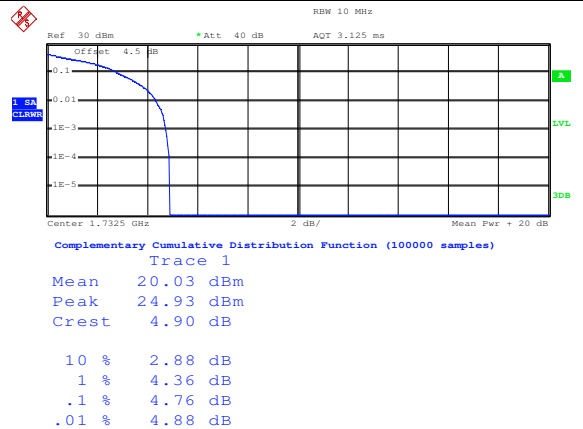 RBW 10 MHz
Ref 30 dBm *Att 40 dB AQT 3.125 ms
Offset 4.5 dB
0.1
A
0.01
1 SA
CLRWR
1E-3
LVL
1E-4
1E-5
3DB
Center 1.7325 GHz 2 dB/ Mean Pwr + 20 dB
Complementary Cumulative Distribution Function (100000 samples)
Trace 1
Mean 20.03 dBm
Peak 24.93 dBm
Crest 4.90 dB
10 % 2.88 dB
1 % 4.36 dB
.1 % 4.76 dB
.01 % 4.88 dB